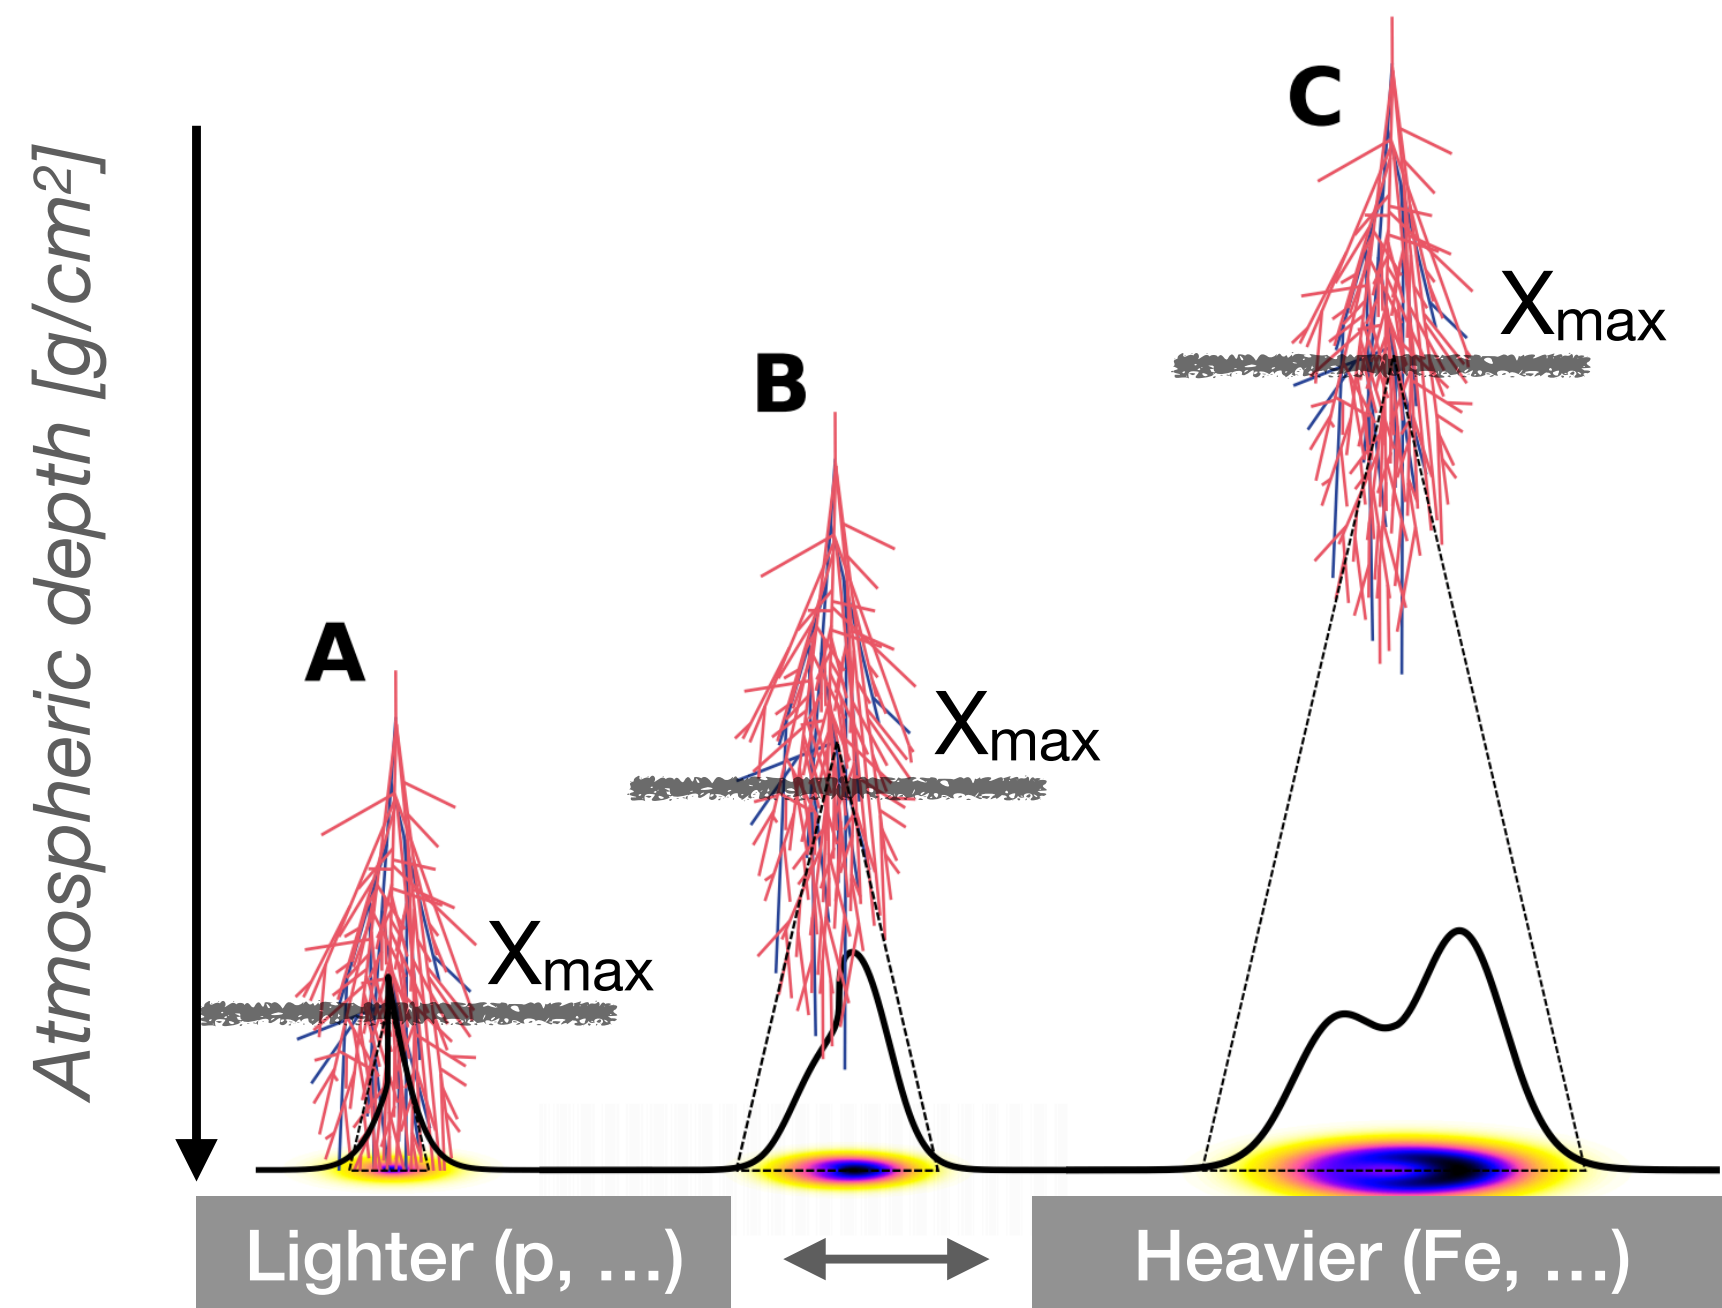 Atmospheric depth [g/cm²]
C
Xmax
B
Xmax
A
Xmax
Lighter (p, …)
Heavier (Fe, …)